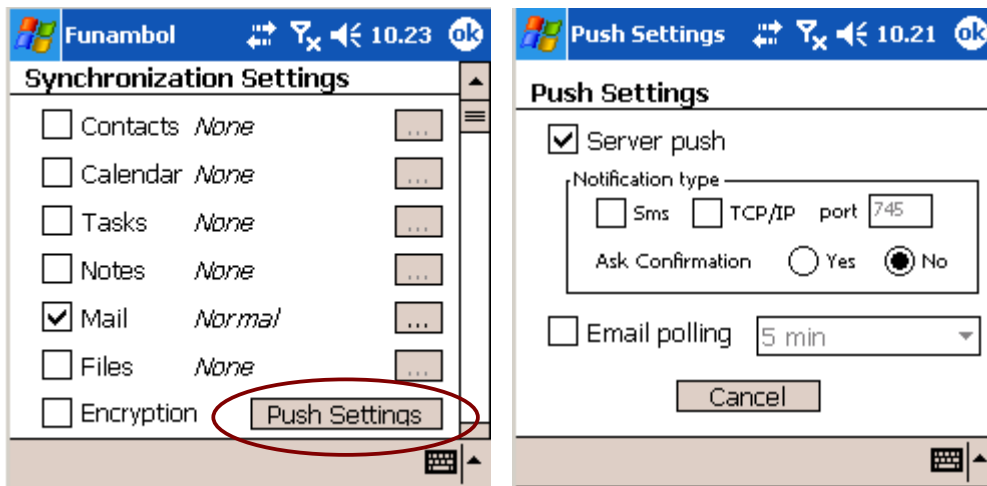 Funambol 10.23 ok
Synchronization Settings
Contacts None ...
Calendar None ...
Tasks None ...
Notes None ...
Mail Normal ...
Files None ...
Encryption Push Settings
Push Settings 10.21 ok
Push Settings
Server push
Notification type
Sms TCP/IP port 745
Ask Confirmation Yes No
Email polling 5 min
Cancel